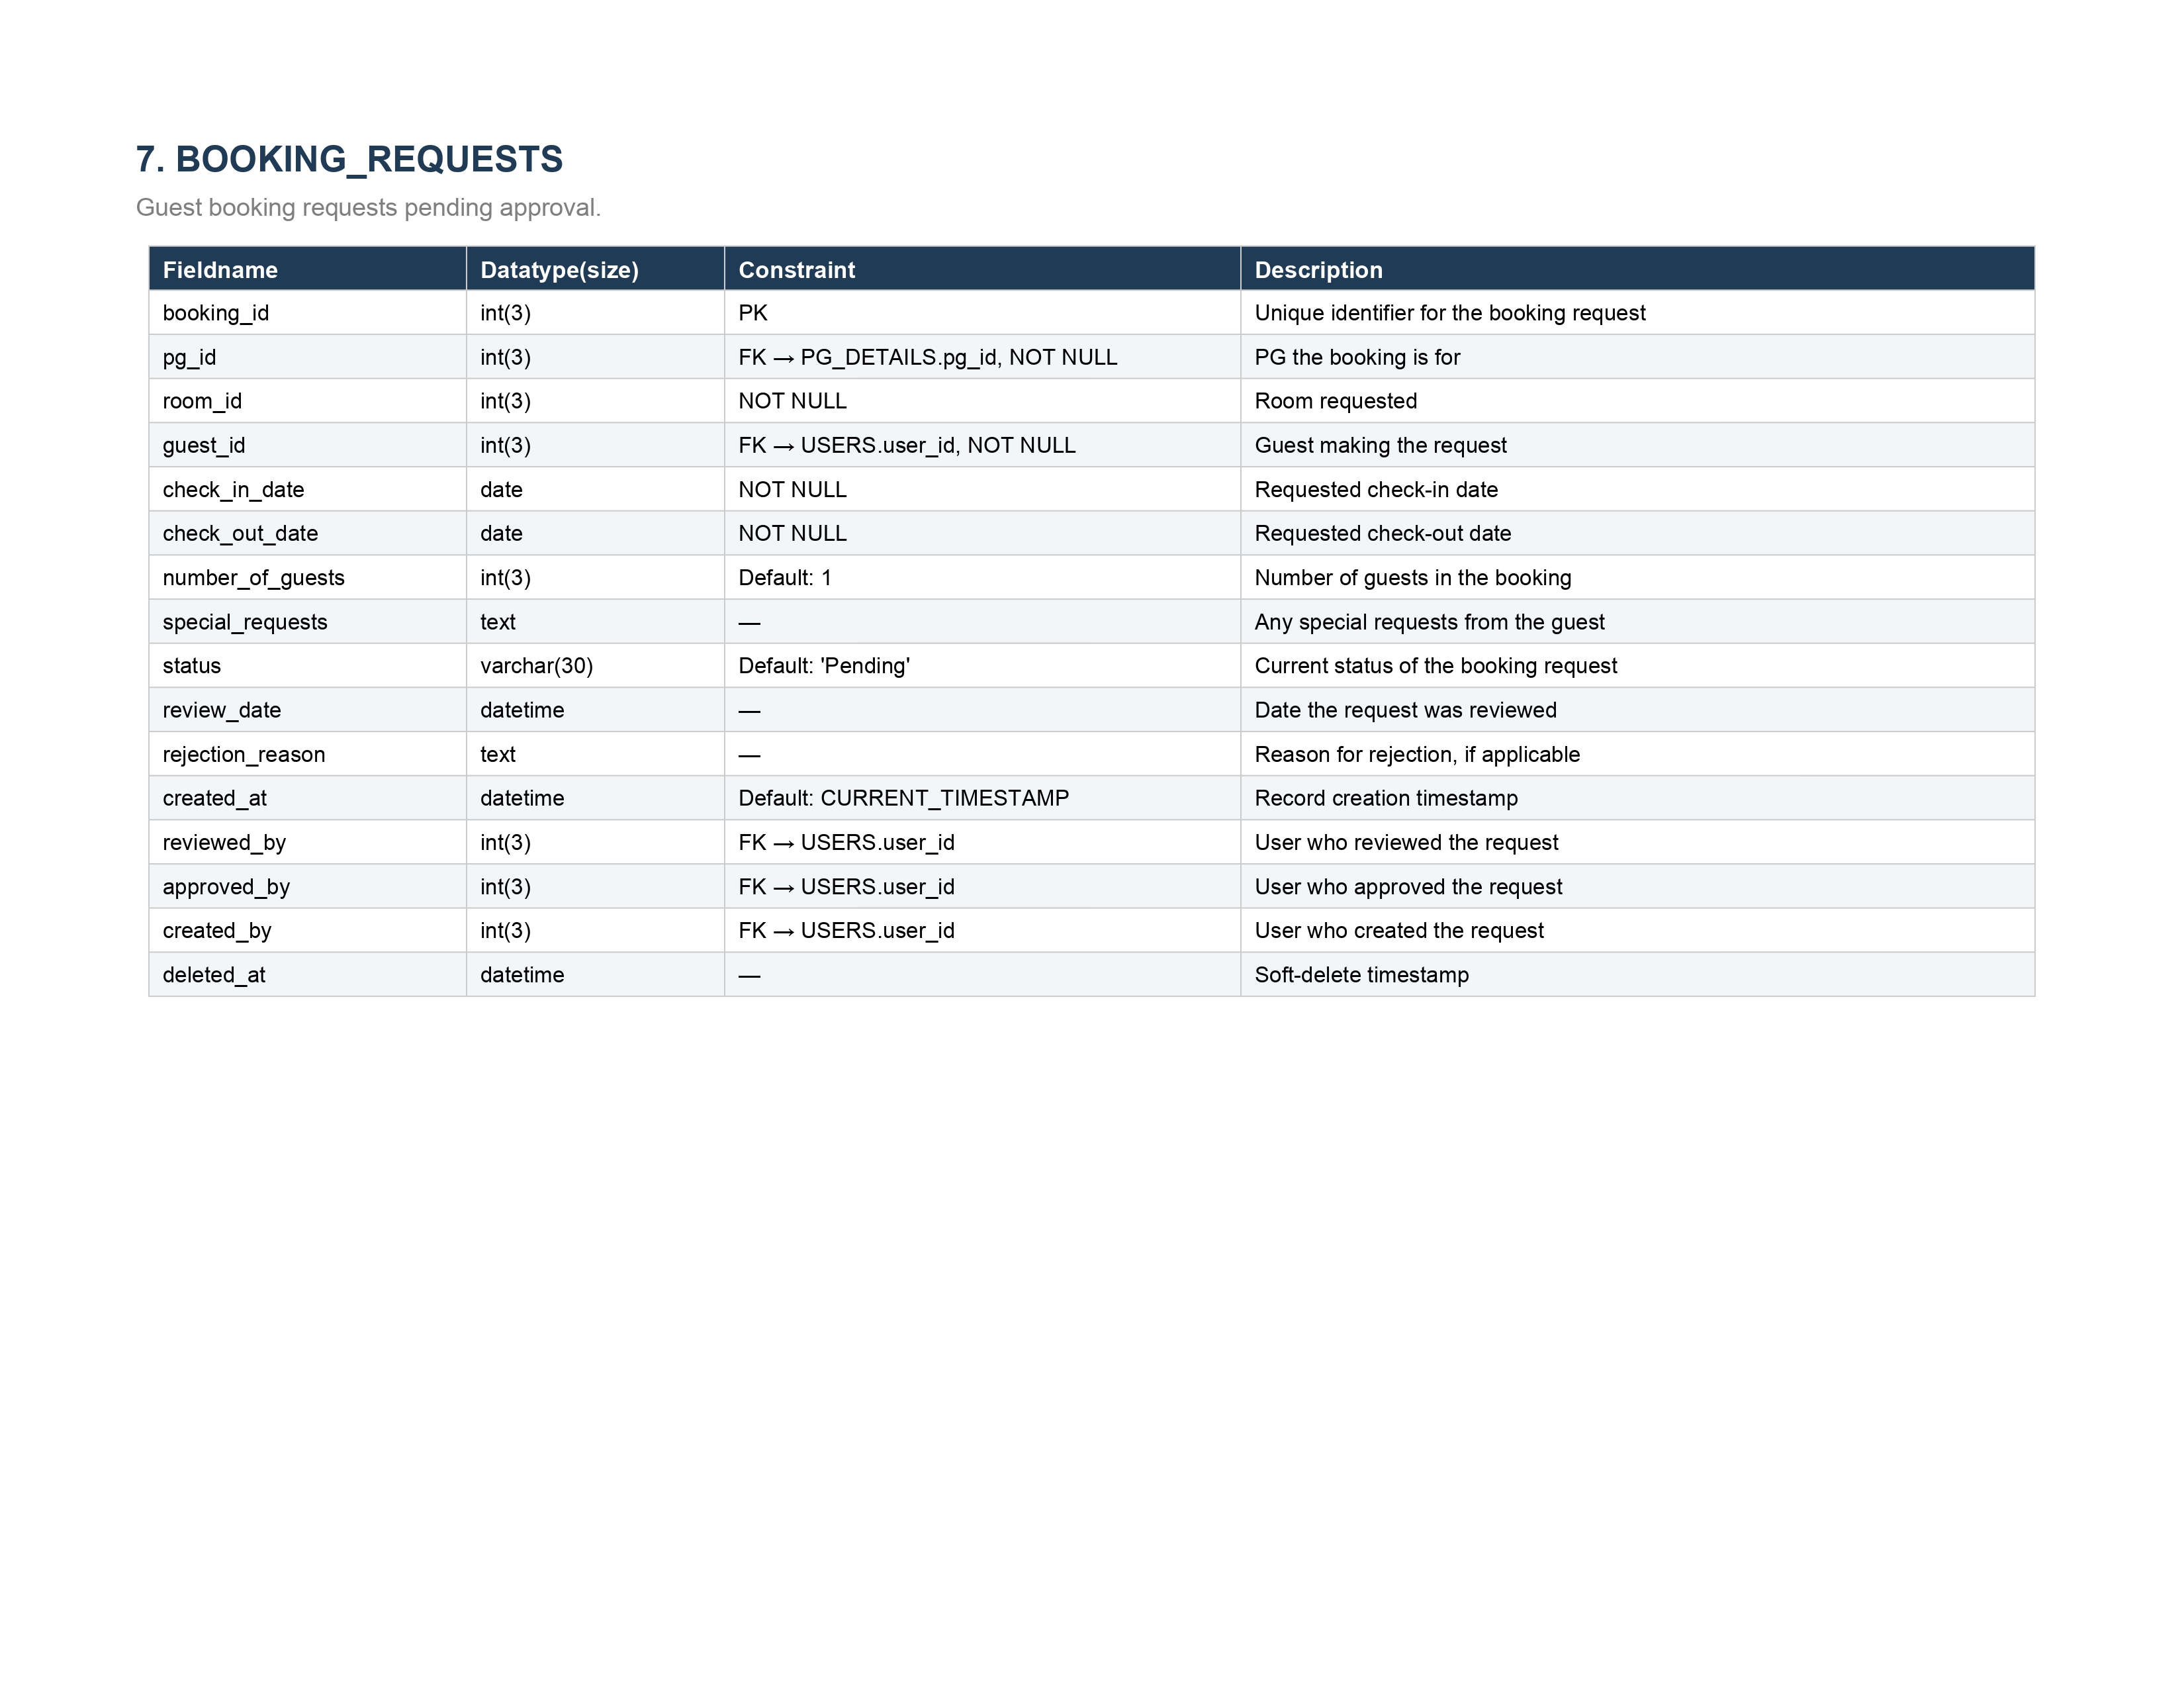 7. BOOKING_REQUESTS
Guest booking requests pending approval.
Fieldname Datatype(size) Constraint Description
booking_id int(3) PK Unique identifier for the booking request
pg_id int(3) FK → PG_DETAILS.pg_id, NOT NULL PG the booking is for
room_id int(3) NOT NULL Room requested
guest_id int(3) FK → USERS.user_id, NOT NULL Guest making the request
check_in_date date NOT NULL Requested check-in date
check_out_date date NOT NULL Requested check-out date
number_of_guests int(3) Default: 1 Number of guests in the booking
special_requests text — Any special requests from the guest
status varchar(30) Default: 'Pending' Current status of the booking request
review_date datetime — Date the request was reviewed
rejection_reason text — Reason for rejection, if applicable
created_at datetime Default: CURRENT_TIMESTAMP Record creation timestamp
reviewed_by int(3) FK → USERS.user_id User who reviewed the request
approved_by int(3) FK → USERS.user_id User who approved the request
created_by int(3) FK → USERS.user_id User who created the request
deleted_at datetime — Soft-delete timestamp